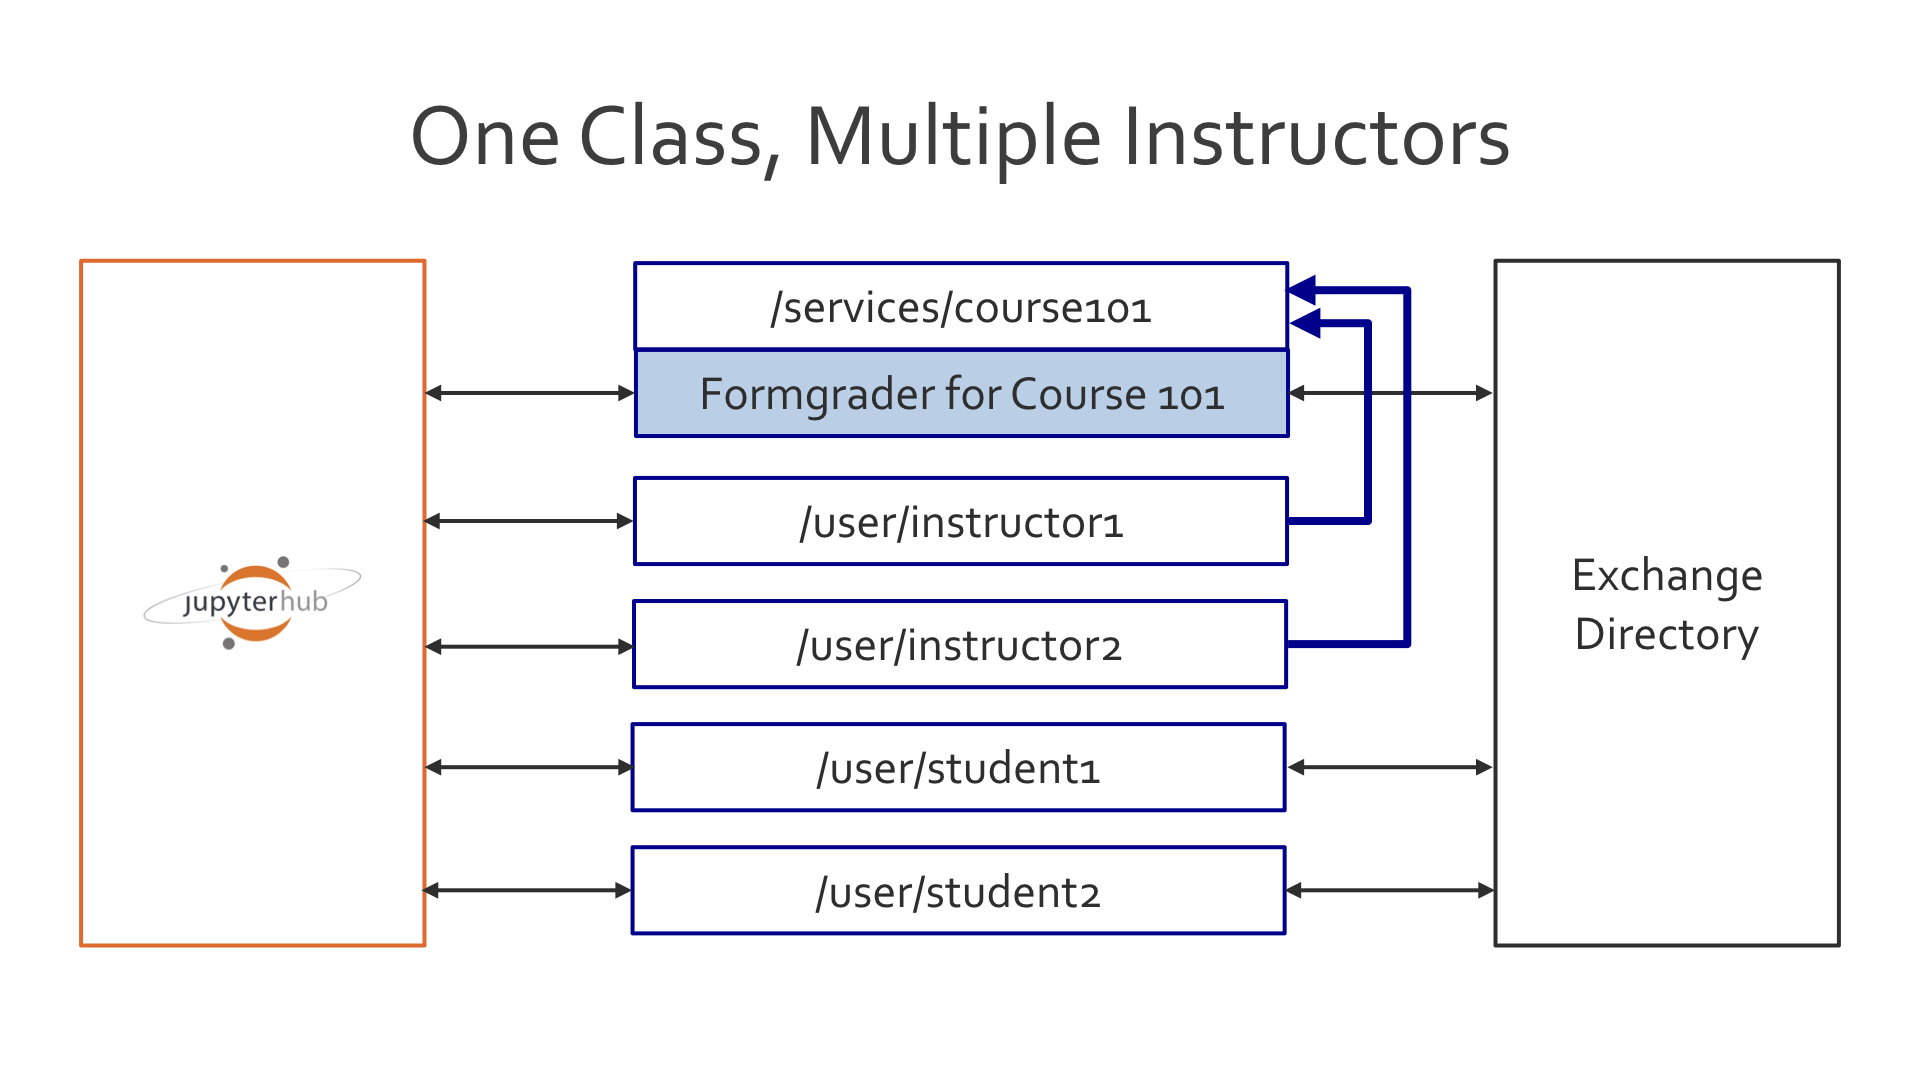 One Class, Multiple Instructors
/services/course101
Formgrader for Course 101
/user/instructor1
jupyterhub
/user/instructor2
Exchange
Directory
/user/student1
/user/student2